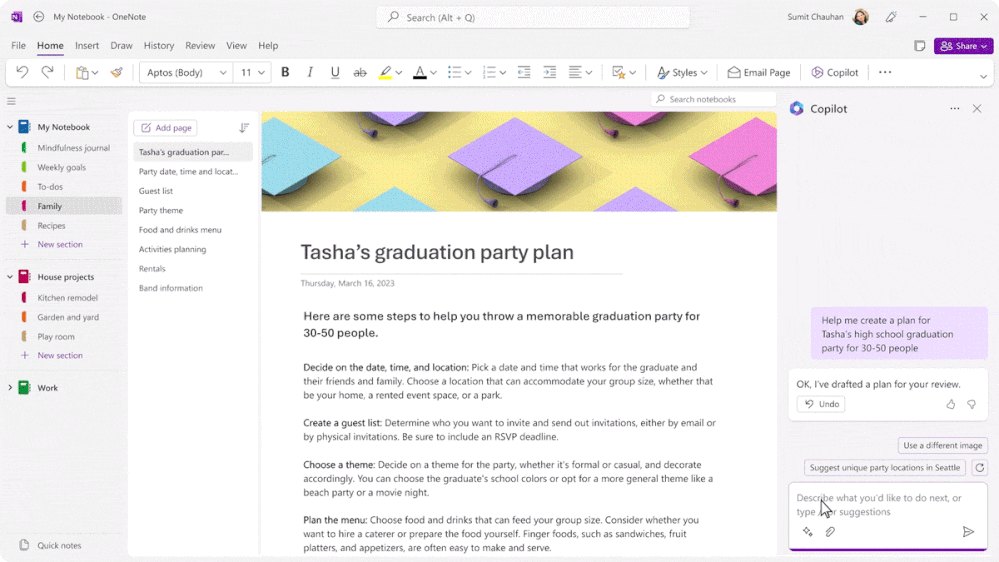 My Notebook - OneNote
Search (Alt + Q)
Sumit Chauhan
File Home Insert Draw History Review View Help
Share
Aptos (Body) 11 B I U ab A Styles Email Page Copilot ...
Search notebooks
My Notebook
Mindfulness journal
Weekly goals
To-dos
Family
Recipes
+ New section
House projects
Kitchen remodel
Garden and yard
Play room
+ New section
Work
Quick notes
Add page
Tasha's graduation par...
Party date, time and locat...
Guest list
Party theme
Food and drinks menu
Activities planning
Rentals
Band information
Tasha's graduation party plan
Thursday, March 16, 2023
Here are some steps to help you throw a memorable graduation party for
30-50 people.
Decide on the date, time, and location: Pick a date and time that works for the graduate and
their friends and family. Choose a location that can accommodate your group size, whether that
be your home, a rented event space, or a park.
Create a guest list: Determine who you want to invite and send out invitations, either by email or
by physical invitations. Be sure to include an RSVP deadline.
Choose a theme: Decide on a theme for the party, whether it's formal or casual, and decorate
accordingly. You can choose the graduate's school colors or opt for a more general theme like a
beach party or a movie night.
Plan the menu: Choose food and drinks that can feed your group size. Consider whether you
want to hire a caterer or prepare the food yourself. Finger foods, such as sandwiches, fruit
platters, and appetizers, are often easy to make and serve.
Copilot
Help me create a plan for
Tasha's high school graduation
party for 30-50 people
OK, I've drafted a plan for your review.
Undo
Use a different image
Suggest unique party locations in Seattle
Describe what you'd like to do next, or
type / for suggestions